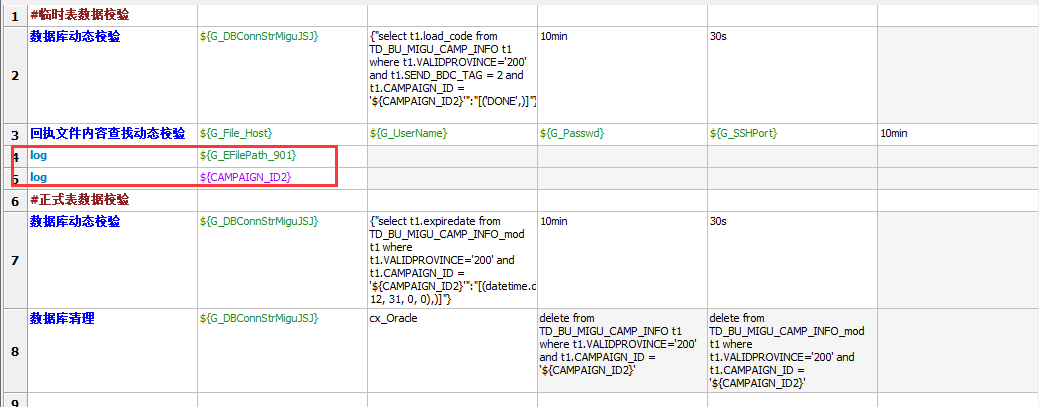 1 #临时表数据校验
2 数据库动态校验 ${G_DBConnStrMiguJSJ} {"select t1.load_code from 10min 30s
TD_BU_MIGU_CAMP_INFO t1
where t1.VALIDPROVINCE='200'
and t1.SEND_BDC_TAG = 2 and
t1.CAMPAIGN_ID =
'${CAMPAIGN_ID2}'":"[('DONE',)]"}
3 回执文件内容查找动态校验 ${G_File_Host} ${G_UserName} ${G_Passwd} ${G_SSHPort} 10min
4 log ${G_EFilePath_901}
5 log ${CAMPAIGN_ID2}
6 #正式表数据校验
7 数据库动态校验 ${G_DBConnStrMiguJSJ} {"select t1.expiredate from 10min 30s
TD_BU_MIGU_CAMP_INFO_mod
t1 where
t1.VALIDPROVINCE='200' and
t1.CAMPAIGN_ID =
'${CAMPAIGN_ID2}'":"[(datetime.d
12, 31, 0, 0),)]"}
8 数据库清理 ${G_DBConnStrMiguJSJ} cx_Oracle
delete from
TD_BU_MIGU_CAMP_INFO t1
where t1.VALIDPROVINCE='200'
and t1.CAMPAIGN_ID =
'${CAMPAIGN_ID2}'
delete from
TD_BU_MIGU_CAMP_INFO_mod
t1 where
t1.VALIDPROVINCE='200' and
t1.CAMPAIGN_ID =
'${CAMPAIGN_ID2}'
9